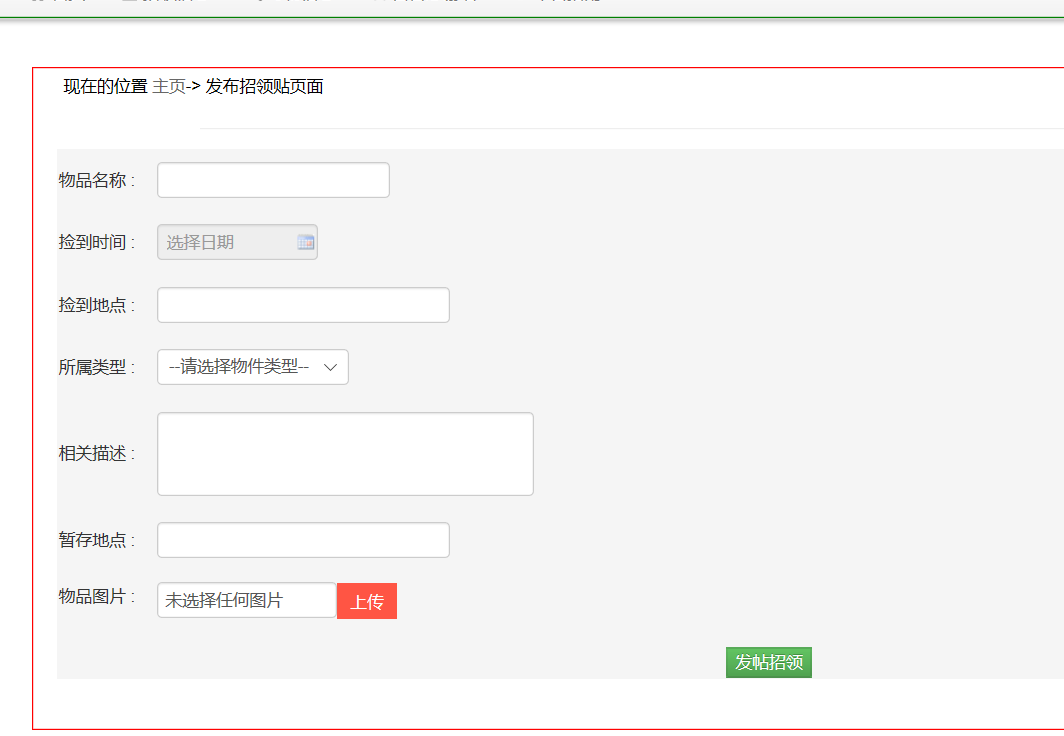 现在的位置 主页-> 发布招领贴页面
物品名称 :
捡到时间 : 选择日期
捡到地点 :
所属类型 : --请选择物件类型--
相关描述 :
暂存地点 :
物品图片 : 未选择任何图片 上传
发帖招领